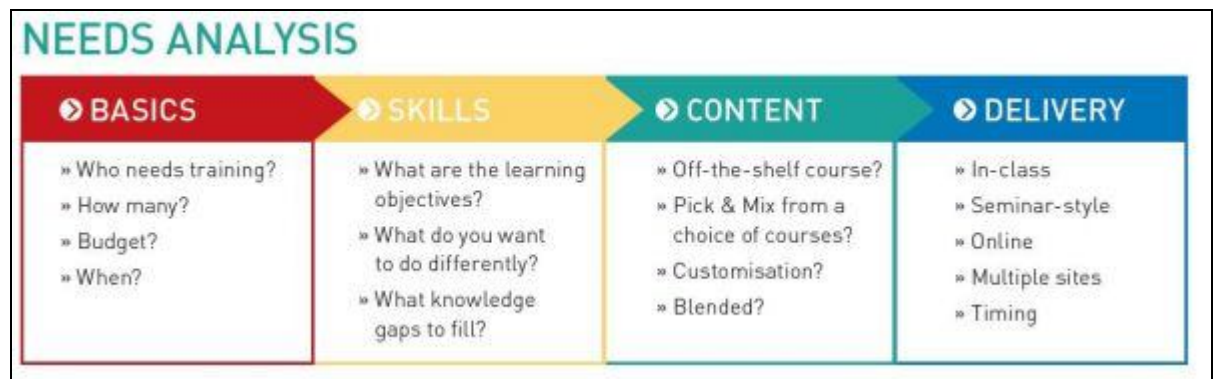 NEEDS ANALYSIS
BASICS
» Who needs training?
» How many?
» Budget?
» When?
SKILLS
» What are the learning
objectives?
» What do you want
to do differently?
» What knowledge
gaps to fill?
CONTENT
» Off-the-shelf course?
» Pick & Mix from a
choice of courses?
» Customisation?
» Blended?
DELIVERY
» In-class
» Seminar-style
» Online
» Multiple sites
» Timing